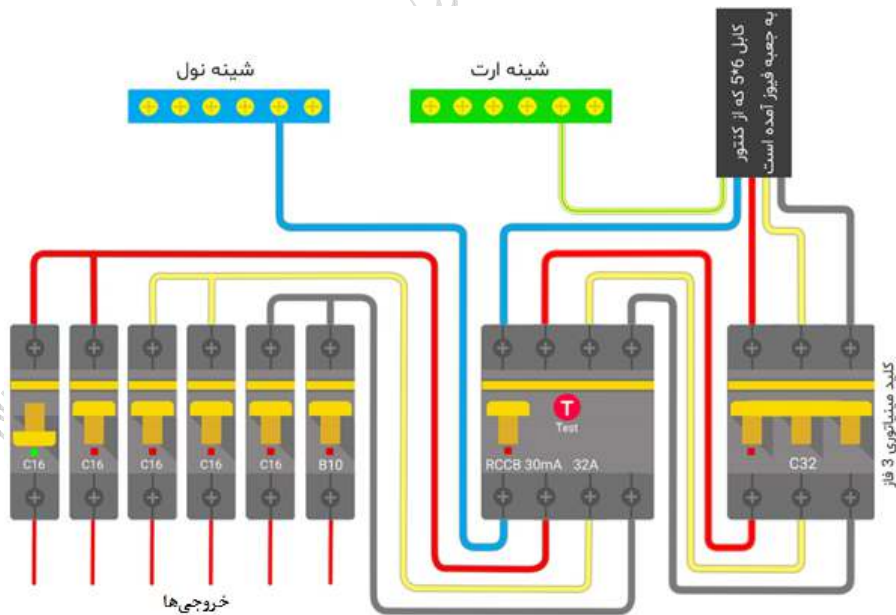 شینه نول
شینه ارت
کابل 6*5 که از کنتور
به جعبه فیوز آمده است
C16
C16
C16
C16
C16
B10
T
Test
RCCB 30mA 32A
C32
کلید مینیاتوری 3 فاز
خروجی‌ها